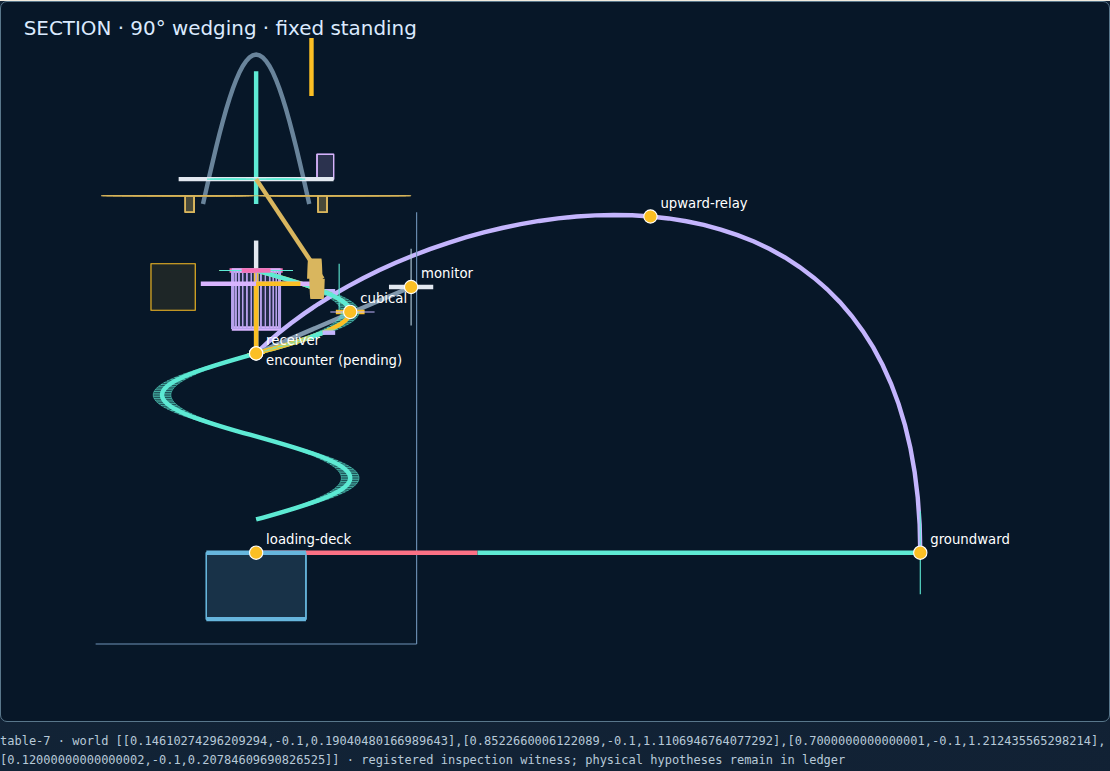 SECTION · 90° wedging · fixed standing
upward-relay
monitor
cubical
receiver
encounter (pending)
loading-deck
groundward
table-7 · world [[0.14610274296209294,-0.1,0.19040480166989643],[0.8522660006122089,-0.1,1.1106946764077292],[0.7000000000000001,-0.1,1.212435565298214],
[0.12000000000000002,-0.1,0.20784609690826525]] · registered inspection witness; physical hypotheses remain in ledger